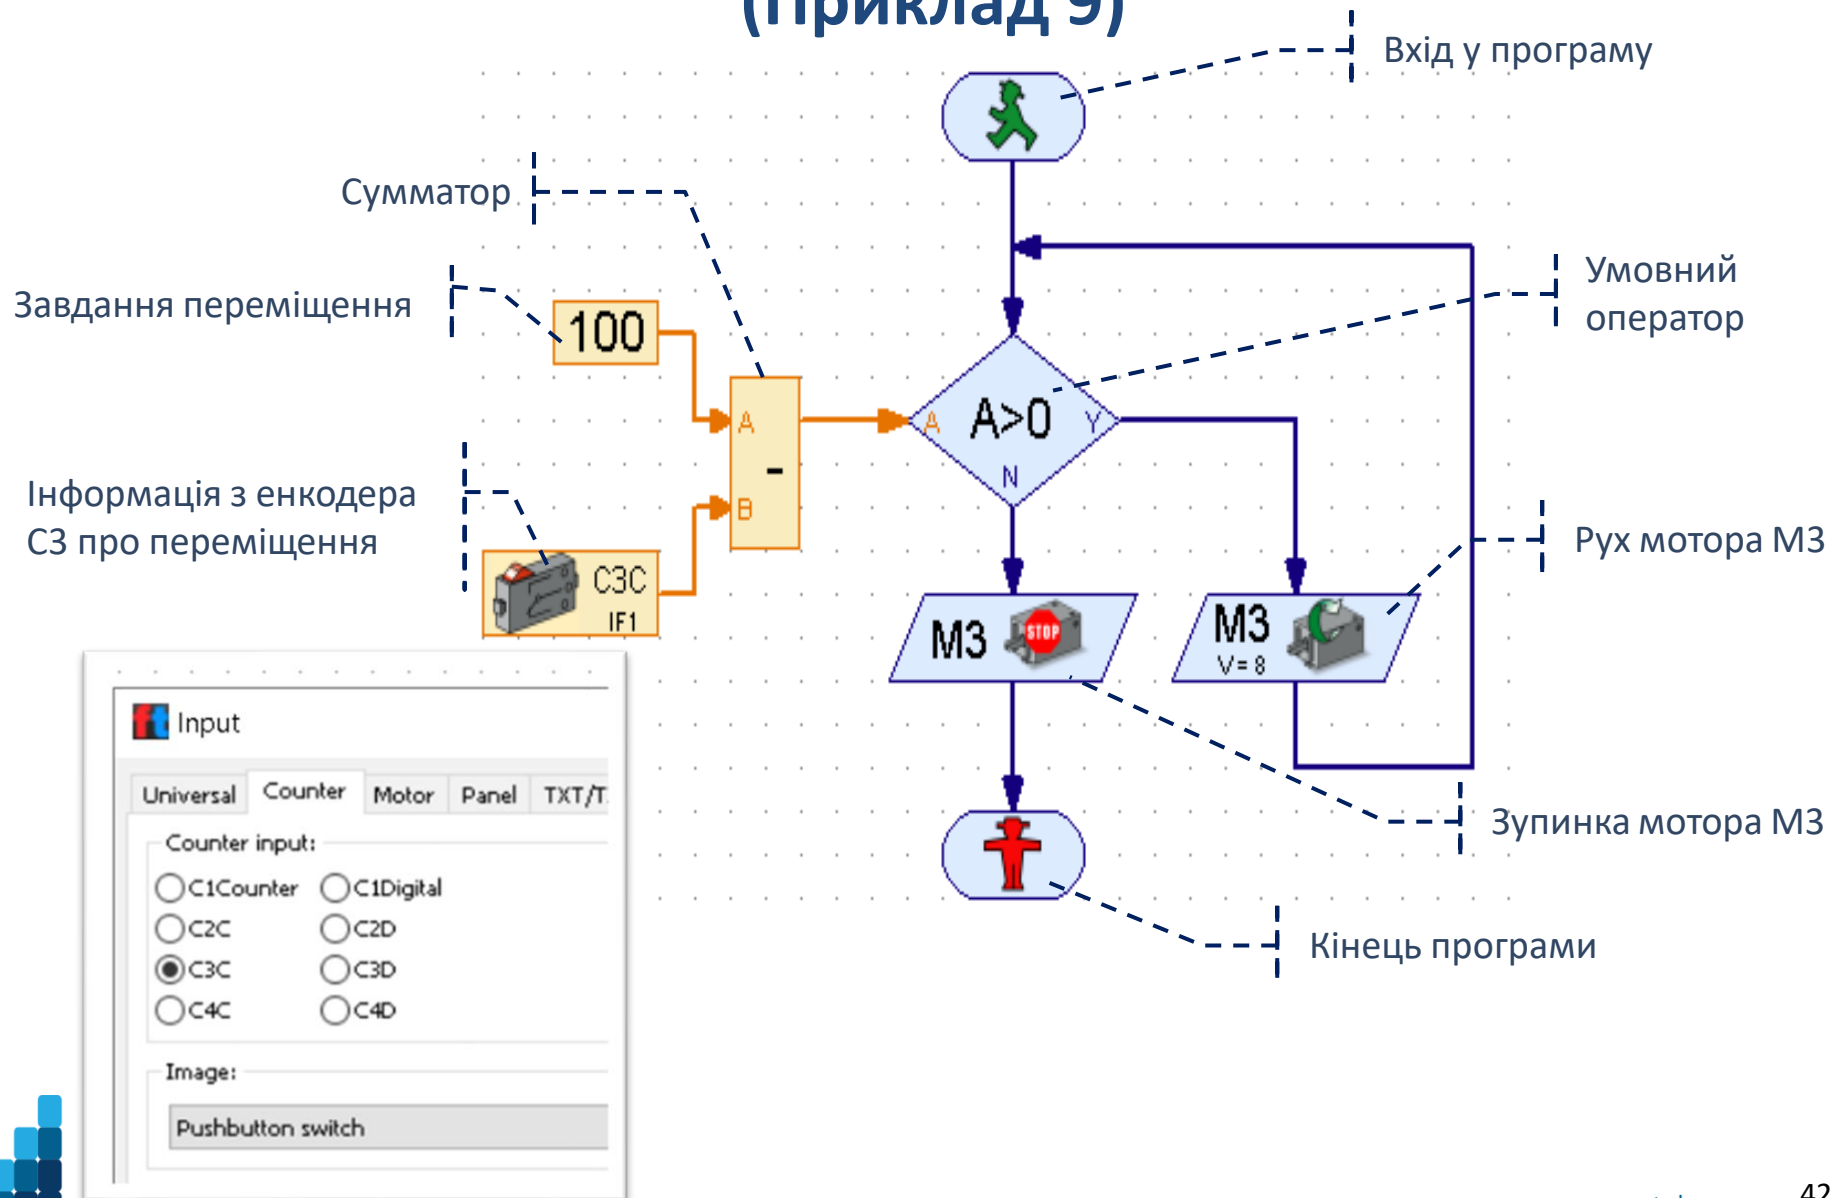 (Приклад 9)
Вхід у програму
Сумматор
Завдання переміщення
100
Умовний
оператор
A
A
A>0
Y
-
N
B
Інформація з енкодера
С3 про переміщення
C3C
IF1
Рух мотора М3
M3
STOP
M3
V= 8
Input
Universal
Counter
Motor
Panel
TXT/T
Counter input:
C1Counter
C1Digital
C2C
C2D
C3C
C3D
C4C
C4D
Image:
Pushbutton switch
Зупинка мотора М3
Кінець програми
42